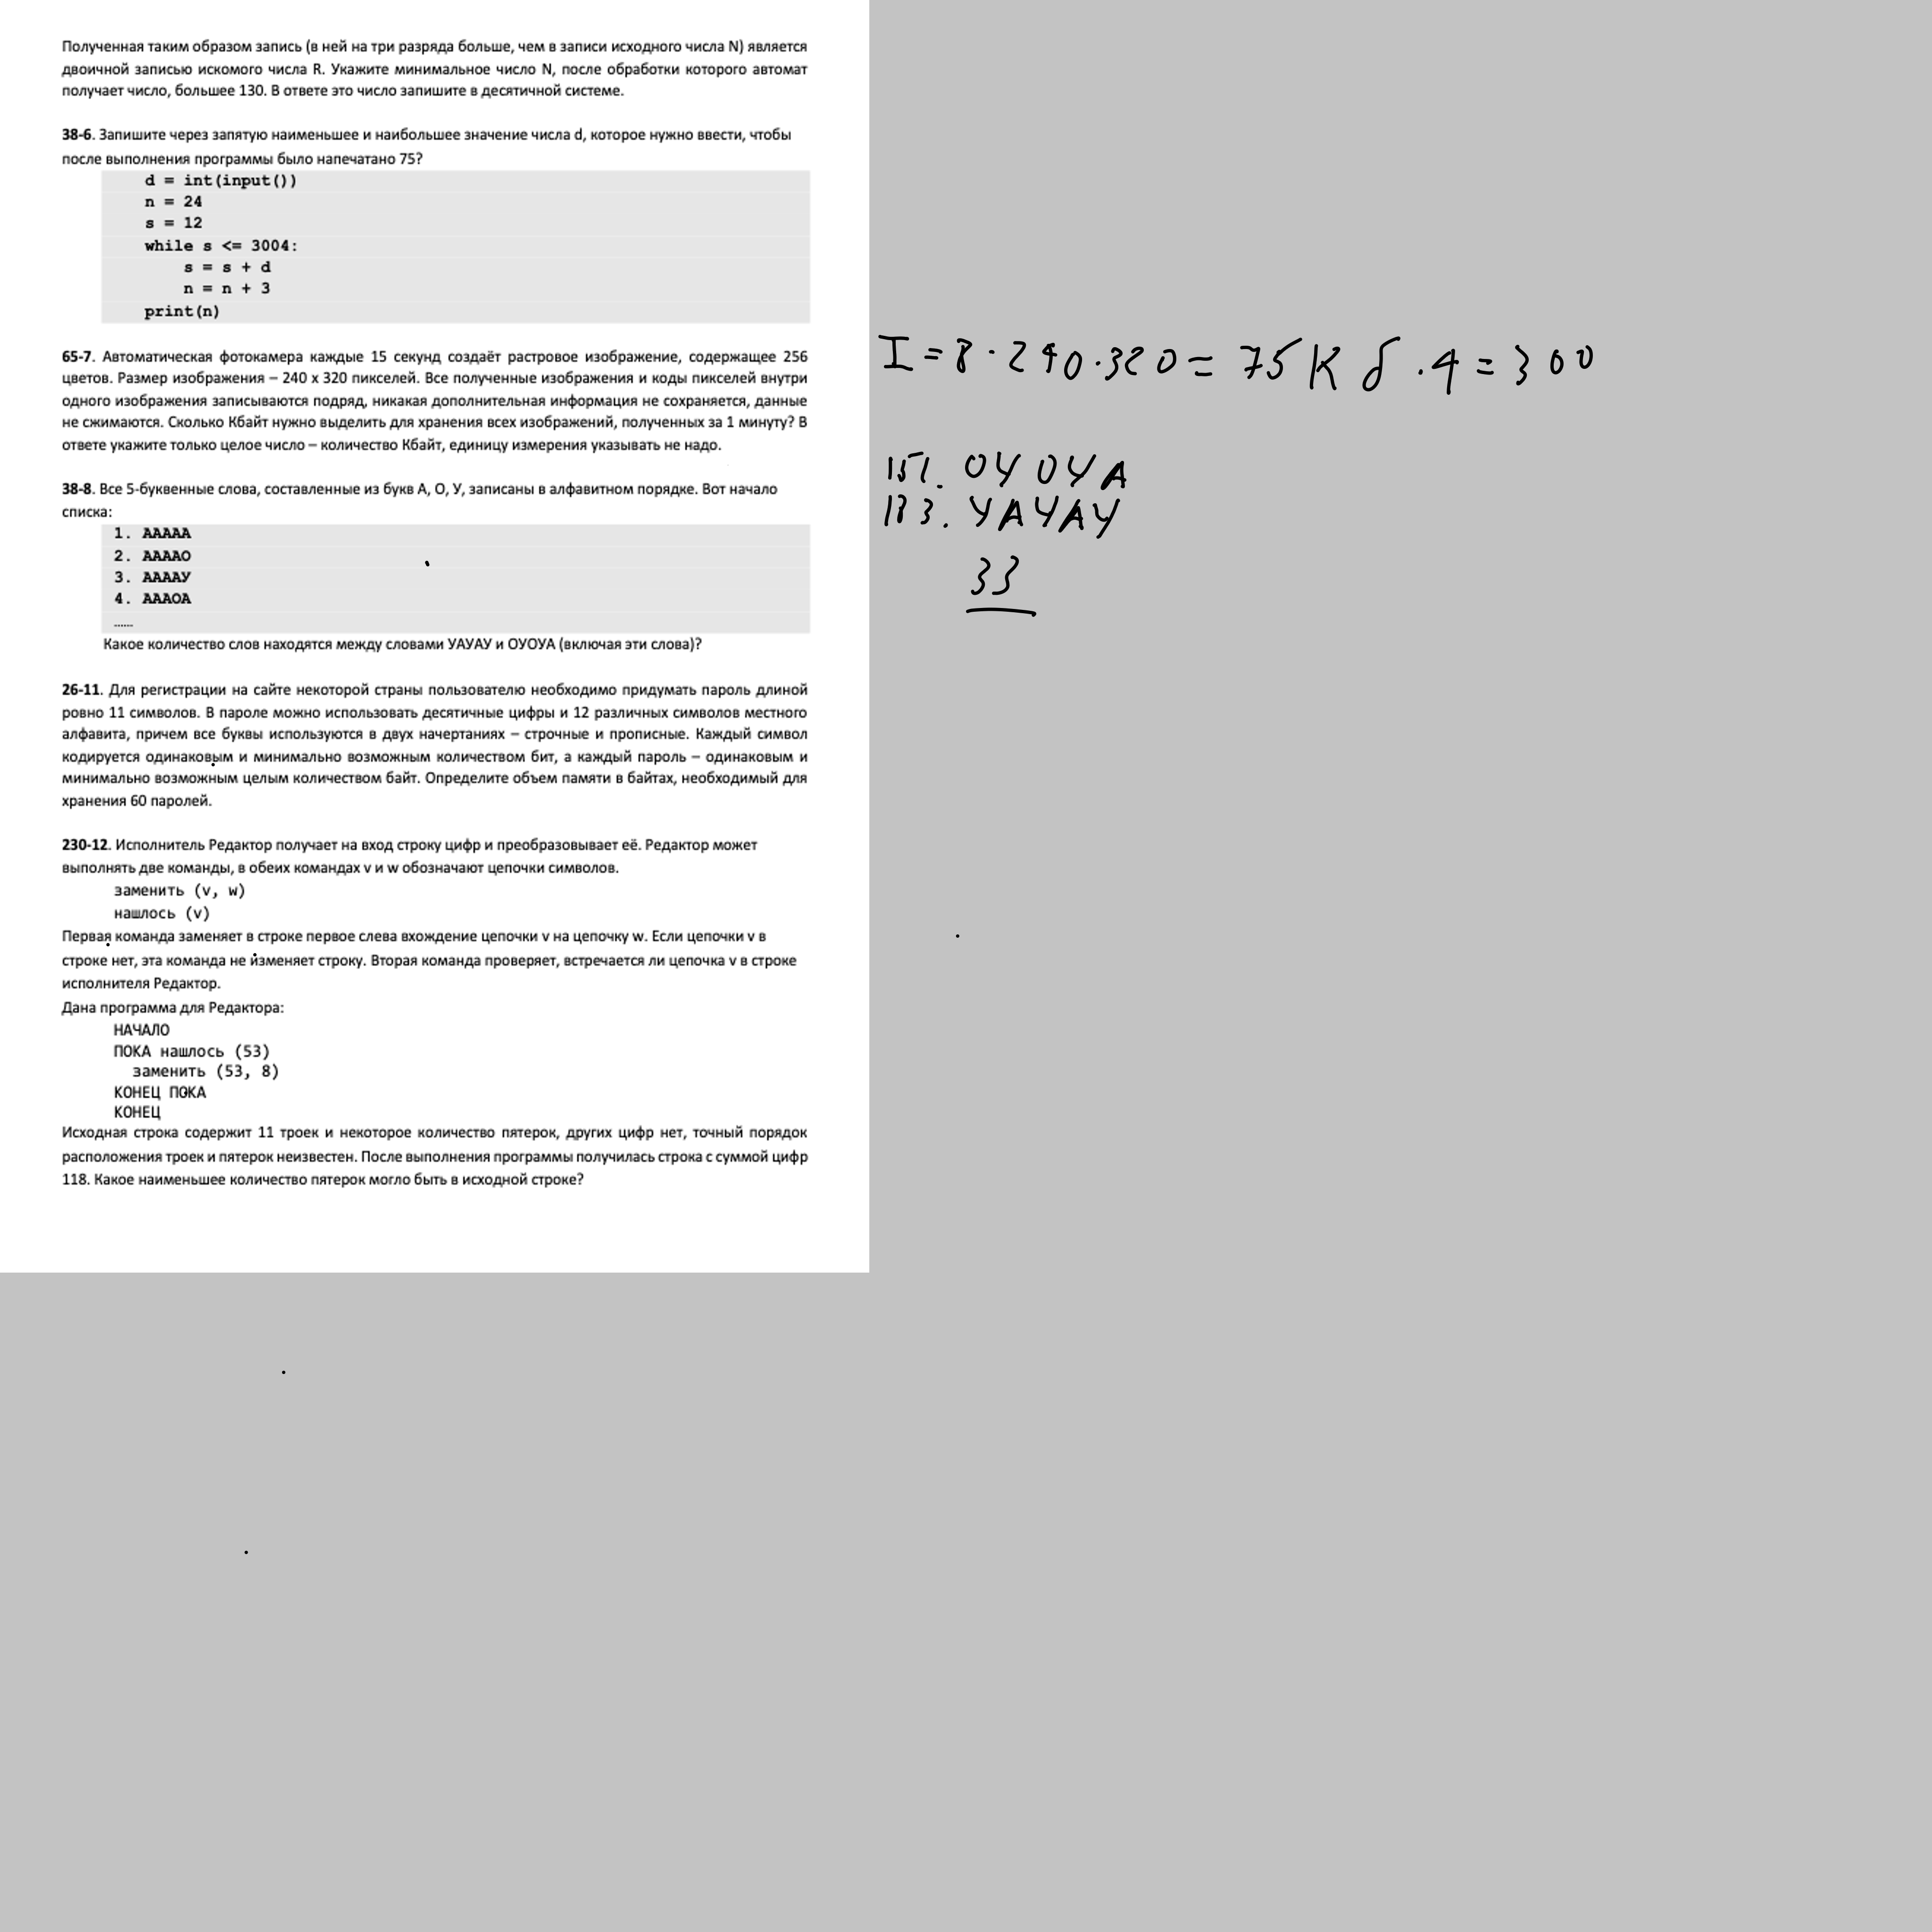 Полученная таким образом запись (в ней на три разряда больше, чем в записи исходного числа N) является
двоичной записью искомого числа R. Укажите минимальное число N, после обработки которого автомат
получает число, большее 130. В ответе это число запишите в десятичной системе.
38-6. Запишите через запятую наименьшее и наибольшее значение числа d, которое нужно ввести, чтобы
после выполнения программы было напечатано 75?
d = int(input())
n = 24
s = 12
while s <= 3004:
s = s + d
n = n + 3
print(n)
65-7. Автоматическая фотокамера каждые 15 секунд создаёт растровое изображение, содержащее 256
цветов. Размер изображения – 240 x 320 пикселей. Все полученные изображения и коды пикселей внутри
одного изображения записываются подряд, никакая дополнительная информация не сохраняется, данные
не сжимаются. Сколько Кбайт нужно выделить для хранения всех изображений, полученных за 1 минуту? В
ответе укажите только целое число – количество Кбайт, единицу измерения указывать не надо.
I = 8 · 240 · 320 = 75 Кб · 4 = 300
38-8. Все 5-буквенные слова, составленные из букв А, О, У, записаны в алфавитном порядке. Вот начало
списка:
1. ААААА
2. ААААО
3. ААААУ
4. АААОА
......
Какое количество слов находятся между словами УАУАУ и ОУОУА (включая эти слова)?
151. ОУОУА
183. УАУАУ
33
26-11. Для регистрации на сайте некоторой страны пользователю необходимо придумать пароль длиной
ровно 11 символов. В пароле можно использовать десятичные цифры и 12 различных символов местного
алфавита, причем все буквы используются в двух начертаниях – строчные и прописные. Каждый символ
кодируется одинаковым и минимально возможным количеством бит, а каждый пароль – одинаковым и
минимально возможным целым количеством байт. Определите объем памяти в байтах, необходимый для
хранения 60 паролей.
230-12. Исполнитель Редактор получает на вход строку цифр и преобразовывает её. Редактор может
выполнять две команды, в обеих командах v и w обозначают цепочки символов.
заменить (v, w)
нашлось (v)
Первая команда заменяет в строке первое слева вхождение цепочки v на цепочку w. Если цепочки v в
строке нет, эта команда не изменяет строку. Вторая команда проверяет, встречается ли цепочка v в строке
исполнителя Редактор.
Дана программа для Редактора:
НАЧАЛО
ПОКА нашлось (53)
заменить (53, 8)
КОНЕЦ ПОКА
КОНЕЦ
Исходная строка содержит 11 троек и некоторое количество пятерок, других цифр нет, точный порядок
расположения троек и пятерок неизвестен. После выполнения программы получилась строка с суммой цифр
118. Какое наименьшее количество пятерок могло быть в исходной строке?